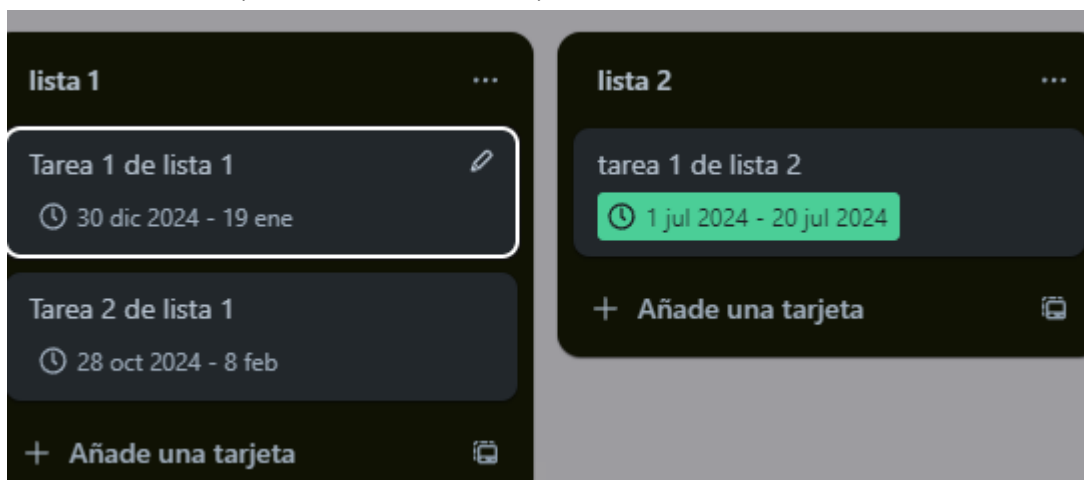 lista 1
Tarea 1 de lista 1
30 dic 2024 - 19 ene
Tarea 2 de lista 1
28 oct 2024 - 8 feb
+ Añade una tarjeta
lista 2
tarea 1 de lista 2
1 jul 2024 - 20 jul 2024
+ Añade una tarjeta